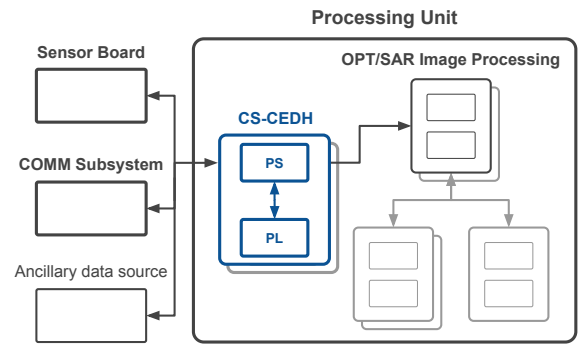 Processing Unit
Sensor Board
OPT/SAR Image Processing
CS-CEDH
PS
COMM Subsystem
PL
Ancillary data source